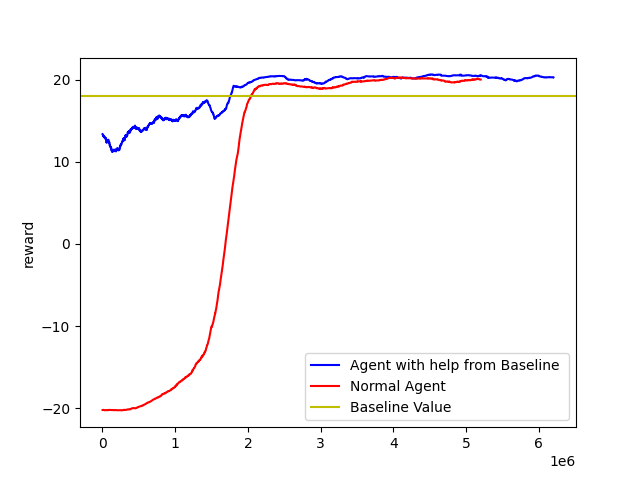 20
10
0
−10
−20
reward
0
1
2
3
4
5
6
1e6
Agent with help from Baseline
Normal Agent
Baseline Value